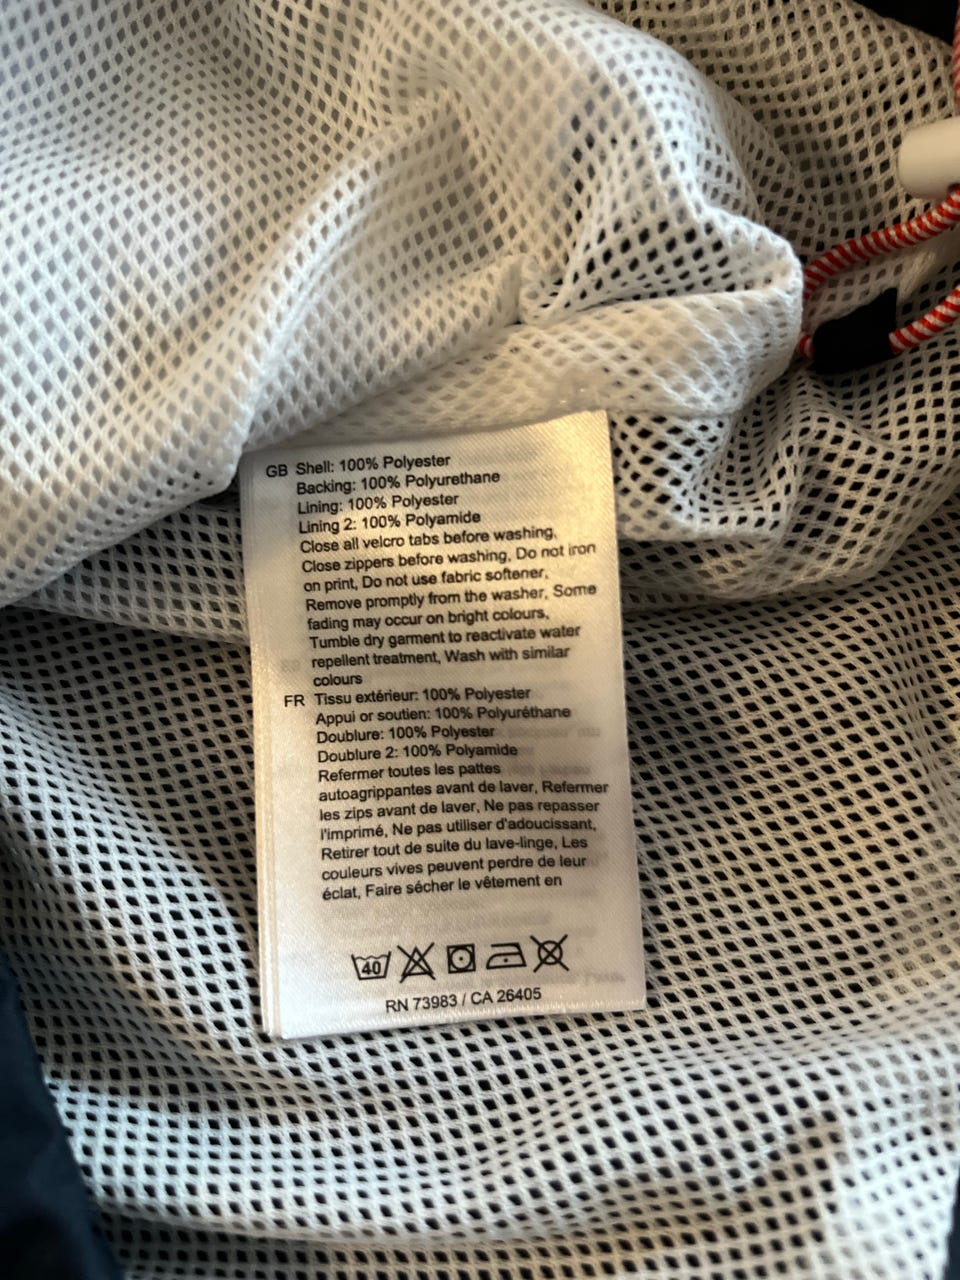 GB Shell: 100% Polyester
Backing: 100% Polyurethane
Lining: 100% Polyester
Lining 2: 100% Polyamide
Close all velcro tabs before washing,
Close zippers before washing, Do not iron
on print, Do not use fabric softener,
Remove promptly from the washer, Some
fading may occur on bright colours,
Tumble dry garment to reactivate water
repellent treatment, Wash with similar
colours
FR Tissu extérieur: 100% Polyester
Appui or soutien: 100% Polyuréthane
Doublure: 100% Polyester
Doublure 2: 100% Polyamide
Refermer toutes les pattes
autoagrippantes avant de laver, Refermer
les zips avant de laver, Ne pas repasser
l'imprimé, Ne pas utiliser d'adoucissant,
Retirer tout de suite du lave-linge, Les
couleurs vives peuvent perdre de leur
éclat, Faire sécher le vêtement en
40
RN 73983 / CA 26405